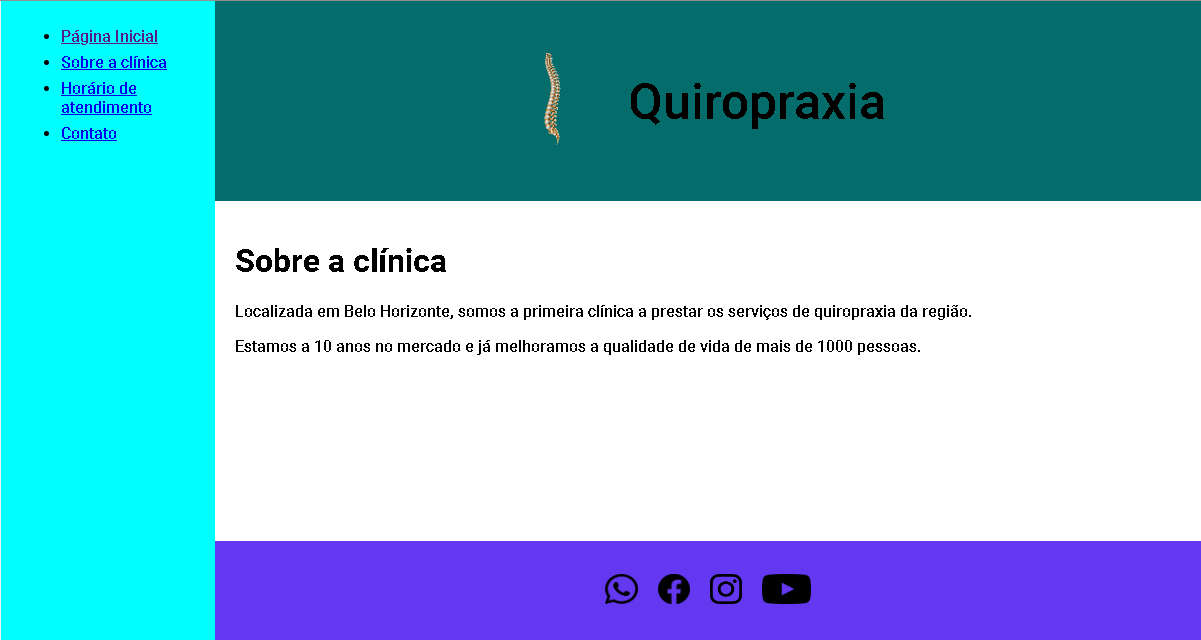 Página Inicial
Sobre a clínica
Horário de
atendimento
Contato
Quiropraxia
Sobre a clínica
Localizada em Belo Horizonte, somos a primeira clínica a prestar os serviços de quiropraxia da região.
Estamos a 10 anos no mercado e já melhoramos a qualidade de vida de mais de 1000 pessoas.